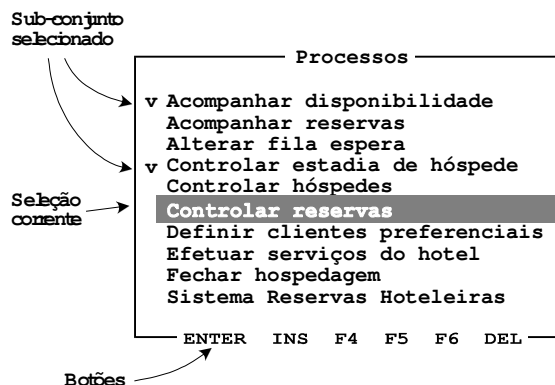 Sub-conjunto
selecionado
Processos
v Acompanhar disponibilidade
Acompanhar reservas
Alterar fila espera
v Controlar estadia de hóspede
Controlar hóspedes
Seleção
corrente
Controlar reservas
Definir clientes preferenciais
Efetuar serviços do hotel
Fechar hospedagem
Sistema Reservas Hoteleiras
ENTER INS F4 F5 F6 DEL
Botões